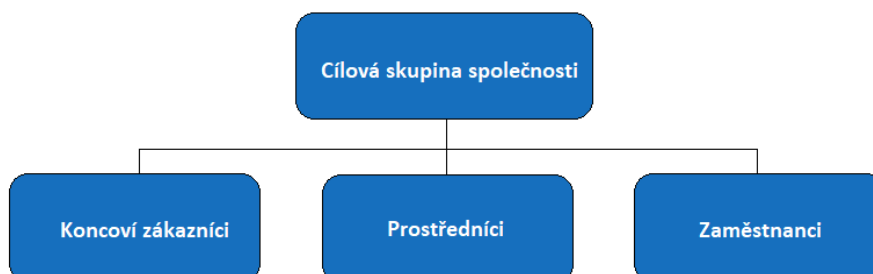 Cílová skupina společnosti
Koncoví zákazníci
Prostředníci
Zaměstnanci